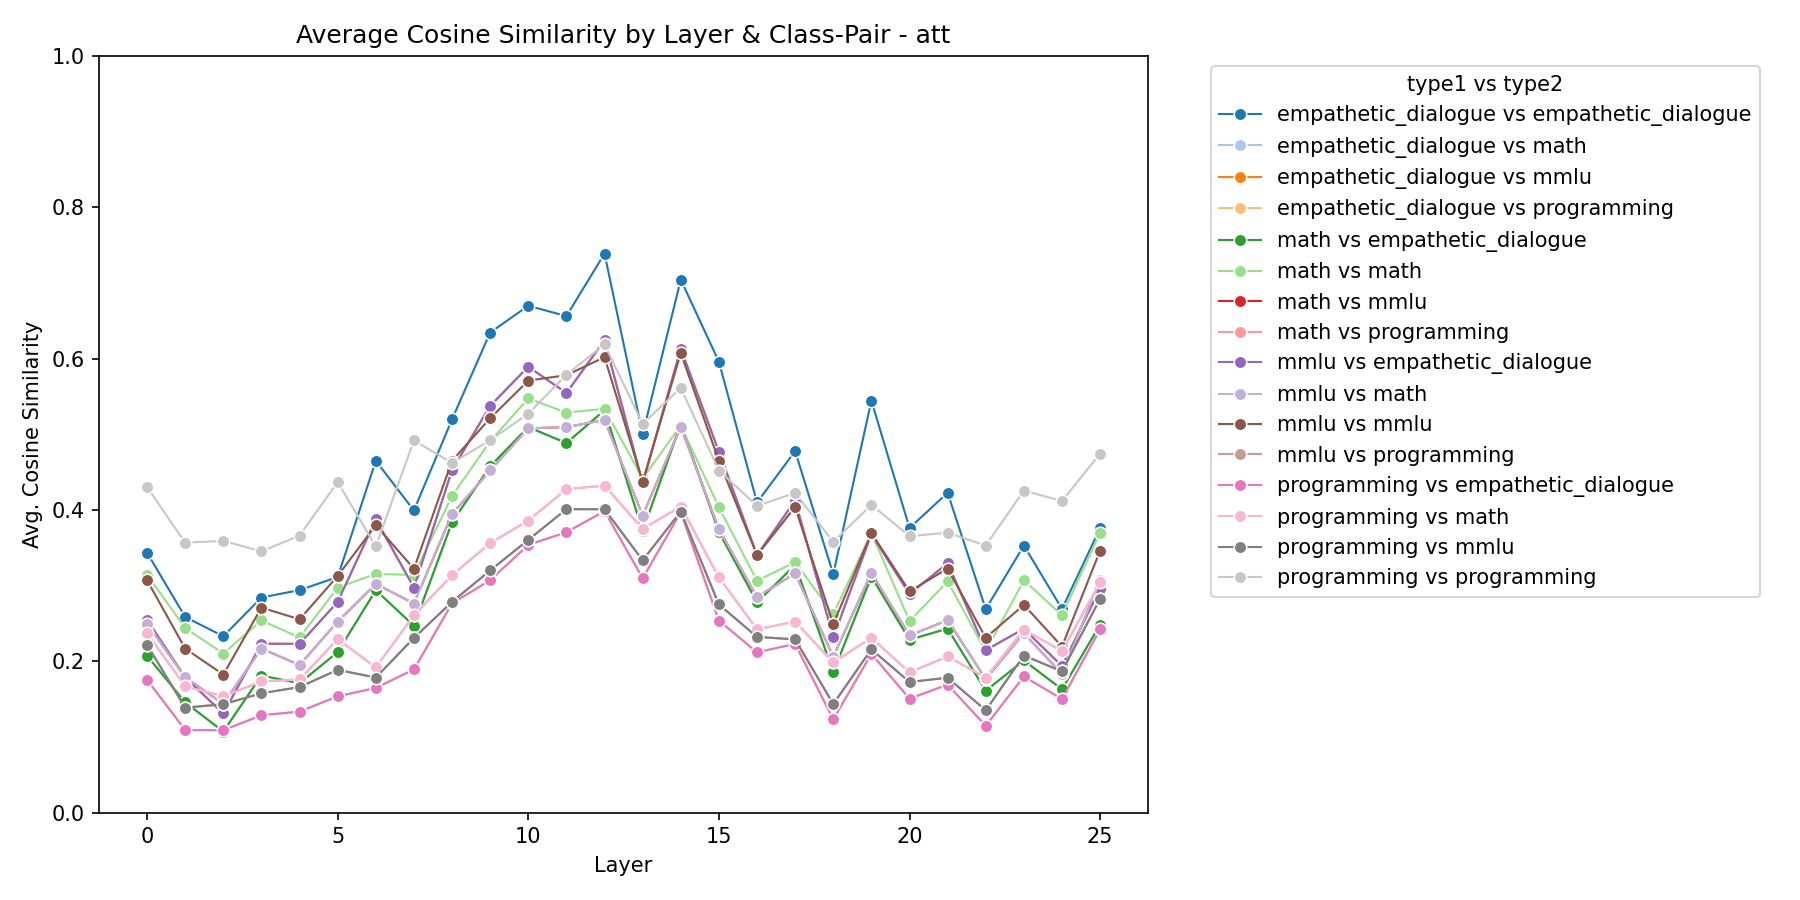 Average Cosine Similarity by Layer & Class-Pair - att
1.0
0.8
0.6
0.4
0.2
0.0
Avg. Cosine Similarity
0 5 10 15 20 25
Layer
type1 vs type2
empathetic_dialogue vs empathetic_dialogue
empathetic_dialogue vs math
empathetic_dialogue vs mmlu
empathetic_dialogue vs programming
math vs empathetic_dialogue
math vs math
math vs mmlu
math vs programming
mmlu vs empathetic_dialogue
mmlu vs math
mmlu vs mmlu
mmlu vs programming
programming vs empathetic_dialogue
programming vs math
programming vs mmlu
programming vs programming